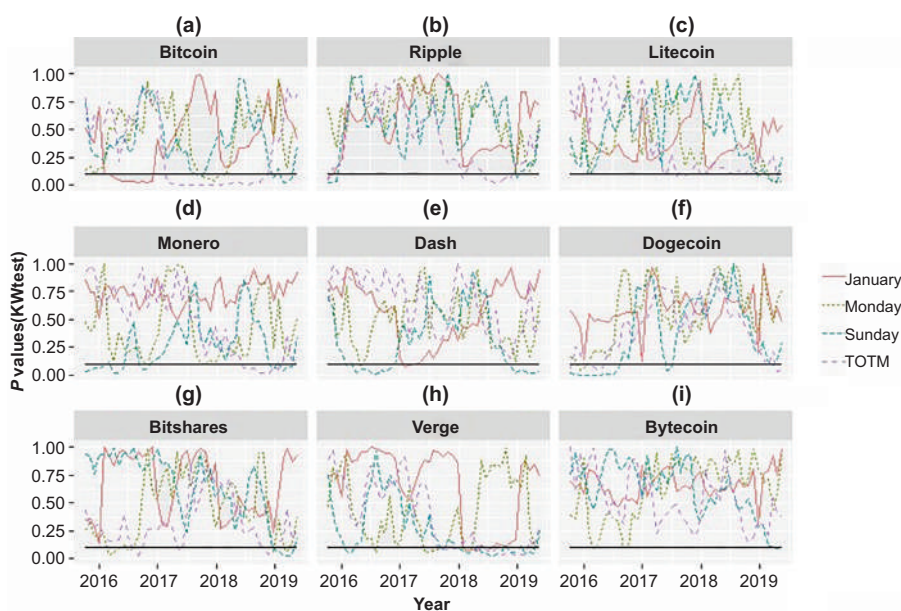 (a) (b) (c)
Bitcoin Ripple Litecoin
1.00
0.75
0.50
0.25
0.00
(d) (e) (f)
Monero Dash Dogecoin
1.00
0.75
0.50
0.25
0.00
(g) (h) (i)
Bitshares Verge Bytecoin
1.00
0.75
0.50
0.25
0.00
2016 2017 2018 2019 2016 2017 2018 2019 2016 2017 2018 2019
Year
P values(KWtest)
January
Monday
Sunday
TOTM